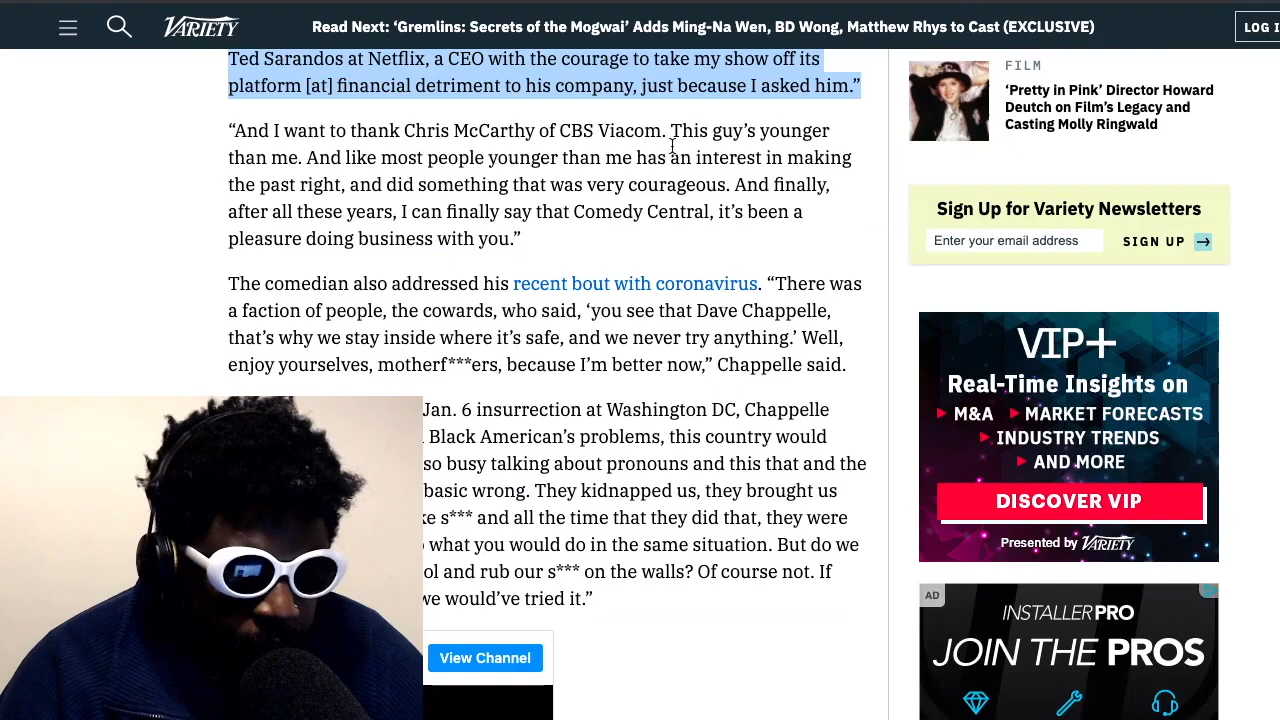 VARIETY
Read Next: ‘Gremlins: Secrets of the Mogwai’ Adds Ming-Na Wen, BD Wong, Matthew Rhys to Cast (EXCLUSIVE)
LOG I
Ted Sarandos at Netflix, a CEO with the courage to take my show off its
platform [at] financial detriment to his company, just because I asked him.”
“And I want to thank Chris McCarthy of CBS Viacom. This guy’s younger
than me. And like most people younger than me has an interest in making
the past right, and did something that was very courageous. And finally,
after all these years, I can finally say that Comedy Central, it’s been a
pleasure doing business with you.”
The comedian also addressed his recent bout with coronavirus. “There was
a faction of people, the cowards, who said, ‘you see that Dave Chappelle,
that’s why we stay inside where it’s safe, and we never try anything.’ Well,
enjoy yourselves, motherf***ers, because I’m better now,” Chappelle said.
Jan. 6 insurrection at Washington DC, Chappelle
Black American’s problems, this country would
so busy talking about pronouns and this that and the
basic wrong. They kidnapped us, they brought us
ke s*** and all the time that they did that, they were
what you would do in the same situation. But do we
ol and rub our s*** on the walls? Of course not. If
we would’ve tried it.”
View Channel
FILM
‘Pretty in Pink’ Director Howard
Deutch on Film’s Legacy and
Casting Molly Ringwald
Sign Up for Variety Newsletters
Enter your email address
SIGN UP →
VIP+
Real-Time Insights on
M&A MARKET FORECASTS
INDUSTRY TRENDS
AND MORE
DISCOVER VIP
Presented by VARIETY
AD
INSTALLERPRO
JOIN THE PROS